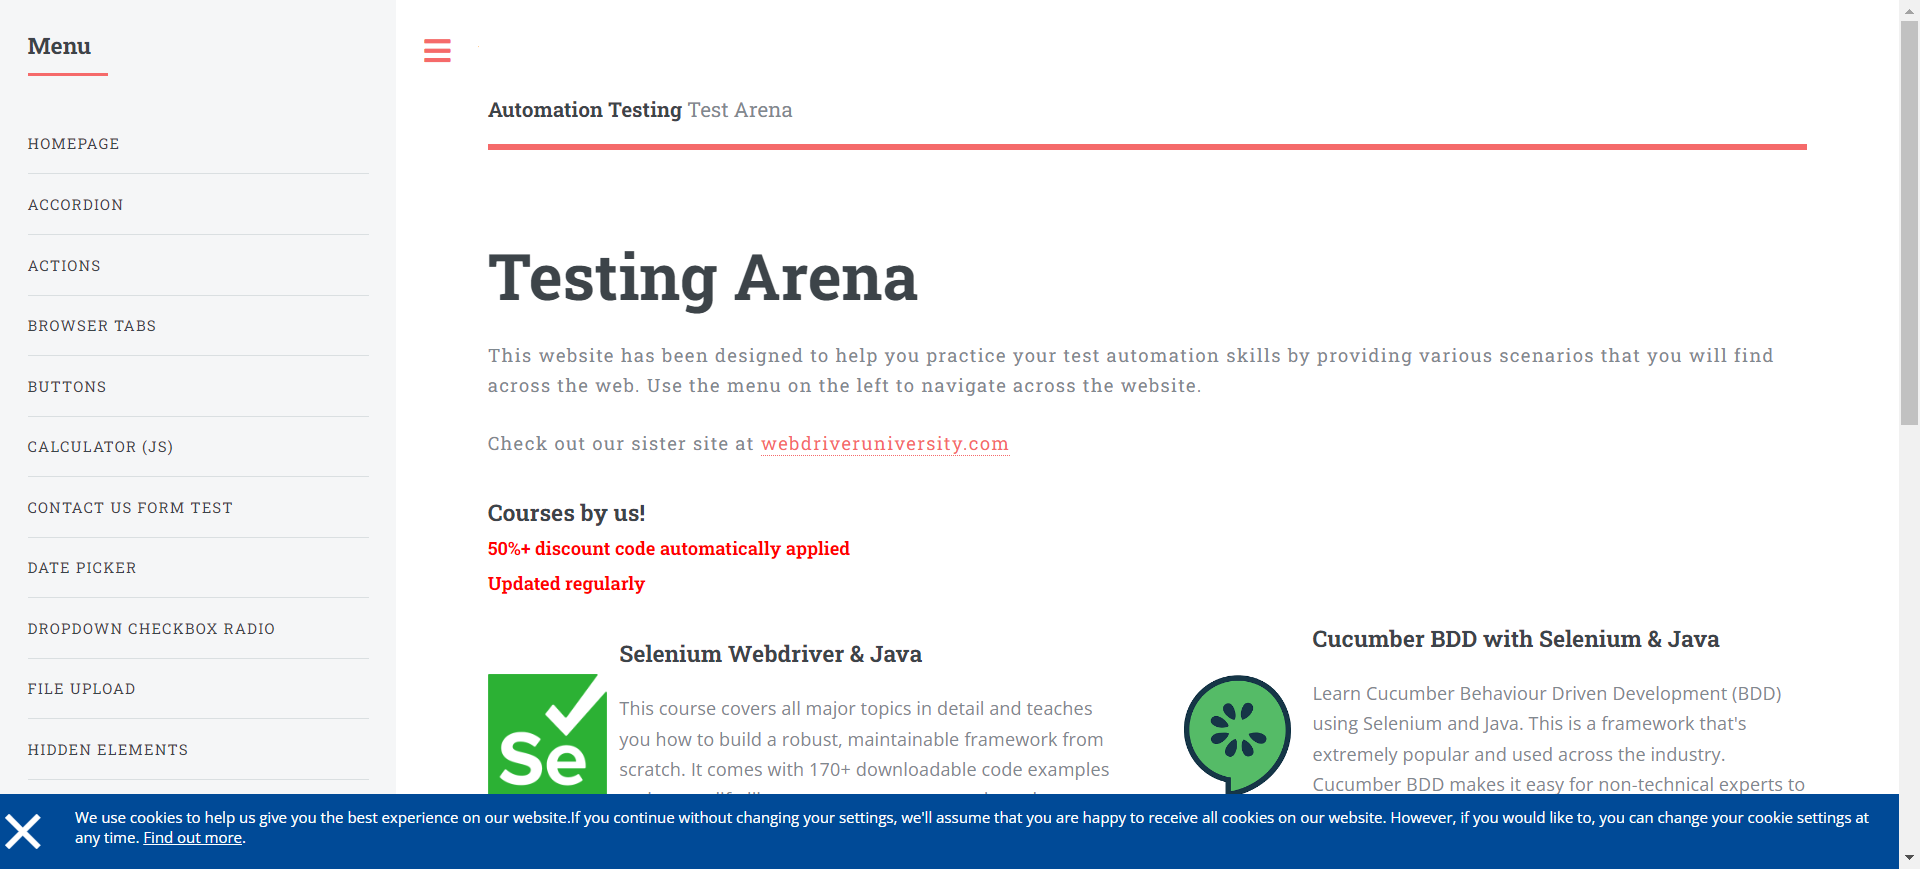 Menu
HOMEPAGE
ACCORDION
ACTIONS
BROWSER TABS
BUTTONS
CALCULATOR (JS)
CONTACT US FORM TEST
DATE PICKER
DROPDOWN CHECKBOX RADIO
FILE UPLOAD
HIDDEN ELEMENTS
Automation Testing Test Arena
Testing Arena
This website has been designed to help you practice your test automation skills by providing various scenarios that you will find
across the web. Use the menu on the left to navigate across the website.
Check out our sister site at webdriveruniversity.com
Courses by us!
50%+ discount code automatically applied
Updated regularly
Selenium Webdriver & Java
Se
This course covers all major topics in detail and teaches
you how to build a robust, maintainable framework from
scratch. It comes with 170+ downloadable code examples
Cucumber BDD with Selenium & Java
Learn Cucumber Behaviour Driven Development (BDD)
using Selenium and Java. This is a framework that's
extremely popular and used across the industry.
Cucumber BDD makes it easy for non-technical experts to
We use cookies to help us give you the best experience on our website.If you continue without changing your settings, we'll assume that you are happy to receive all cookies on our website. However, if you would like to, you can change your cookie settings at
any time. Find out more.